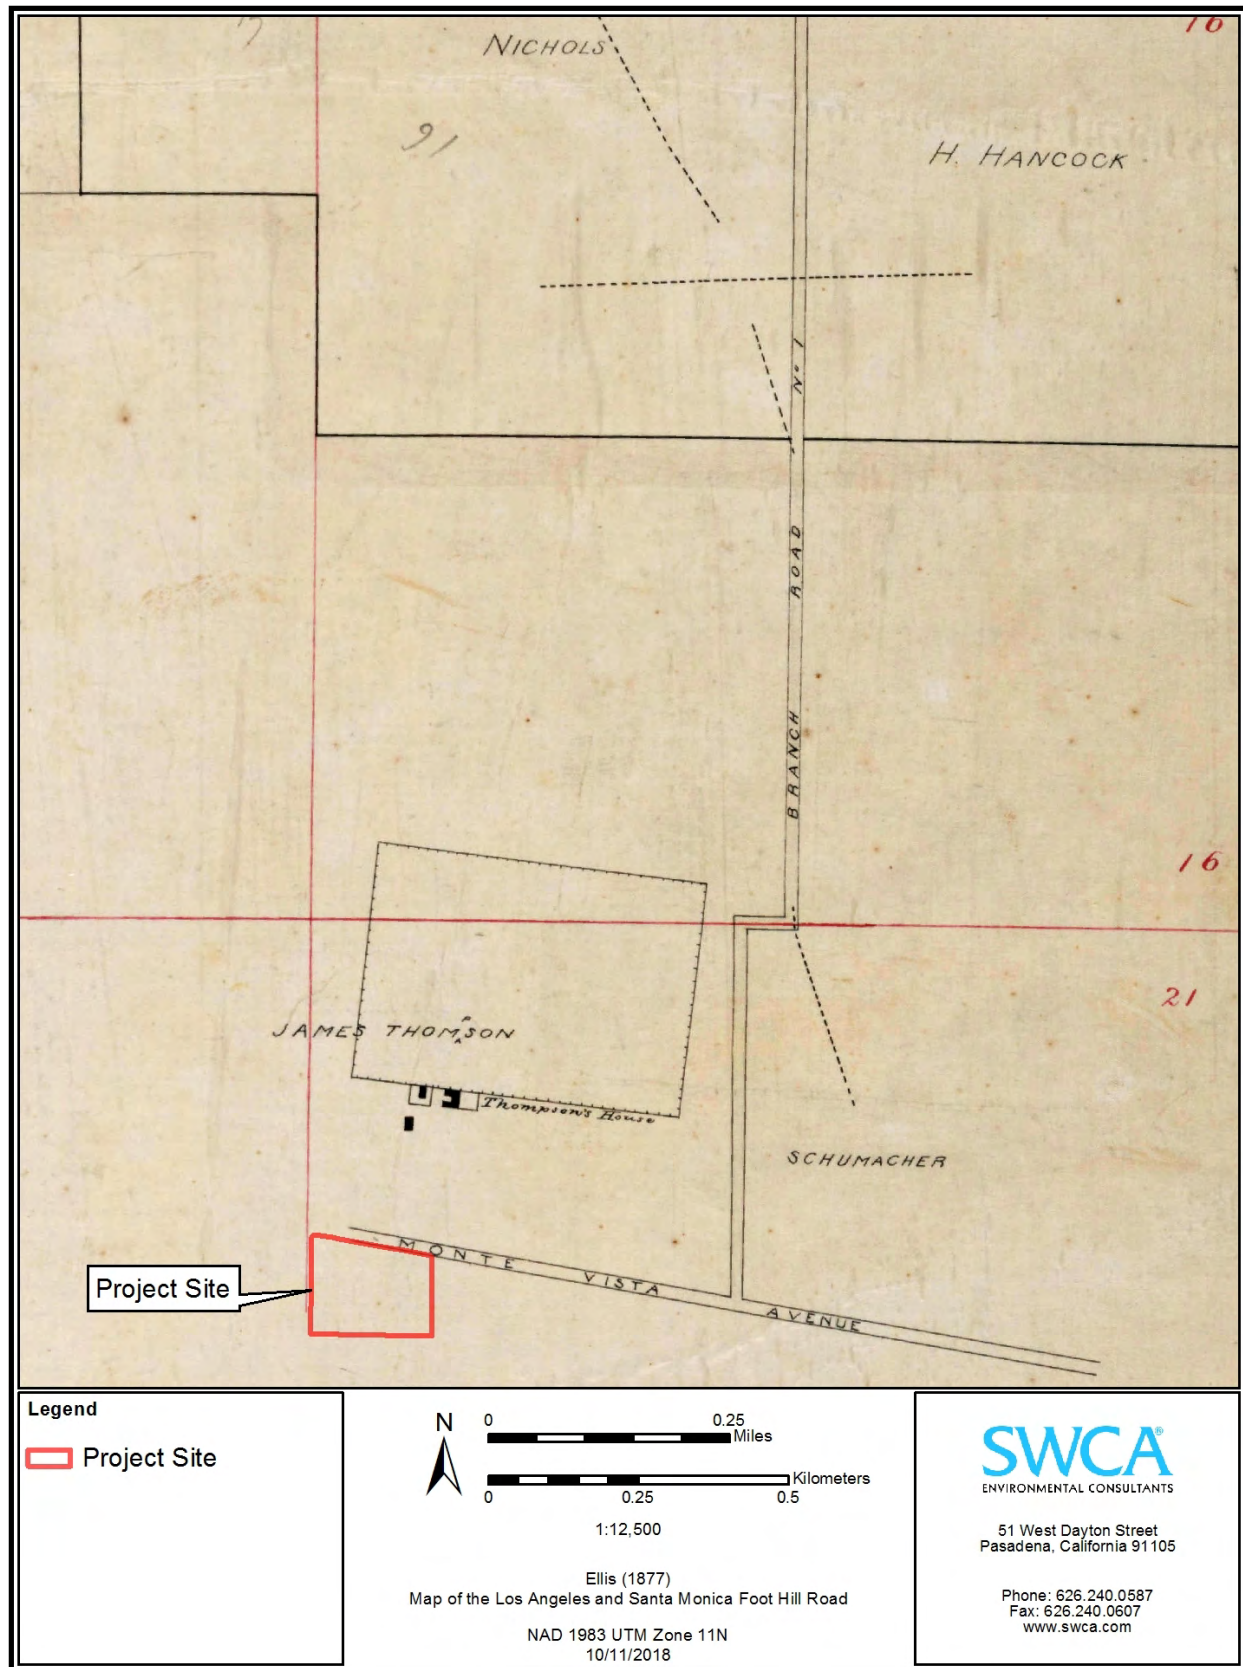 16
NICHOLS
16
H. HANCOCK
BRANCH ROAD Nº 1
16
21
JAMES THOMPSON
Thompson's House
SCHUMACHER
MONTE VISTA AVENUE
Project Site
Legend
Project Site
N
0 0.25
Miles
Kilometers
0 0.25 0.5
1:12,500
Ellis (1877)
Map of the Los Angeles and Santa Monica Foot Hill Road
NAD 1983 UTM Zone 11N
10/11/2018
SWCA®
ENVIRONMENTAL CONSULTANTS
51 West Dayton Street
Pasadena, California 91105
Phone: 626.240.0587
Fax: 626.240.0607
www.swca.com